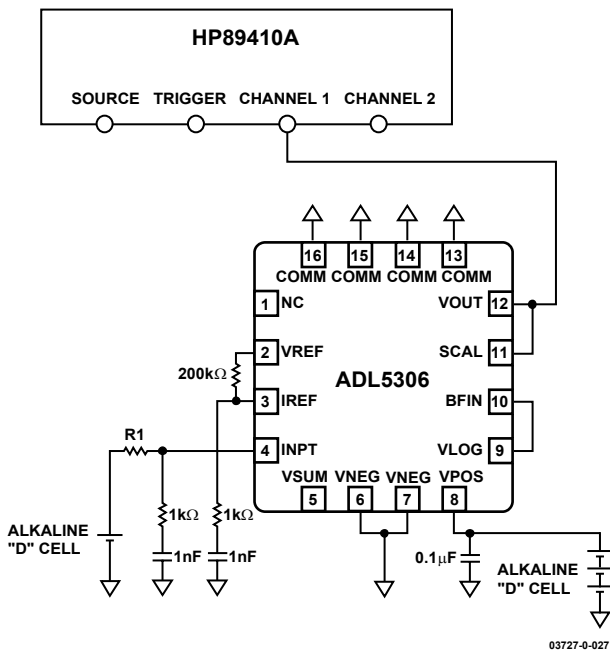 HP89410A
SOURCE TRIGGER CHANNEL 1 CHANNEL 2
16 15 14 13
COMM COMM COMM COMM
1 NC VOUT 12
2 VREF SCAL 11
200kΩ ADL5306
3 IREF BFIN 10
R1 4 INPT VLOG 9
VSUM VNEG VNEG VPOS
5 6 7 8
1kΩ 1kΩ
ALKALINE
"D" CELL
1nF 1nF
0.1μF
ALKALINE
"D" CELL
03727-0-027